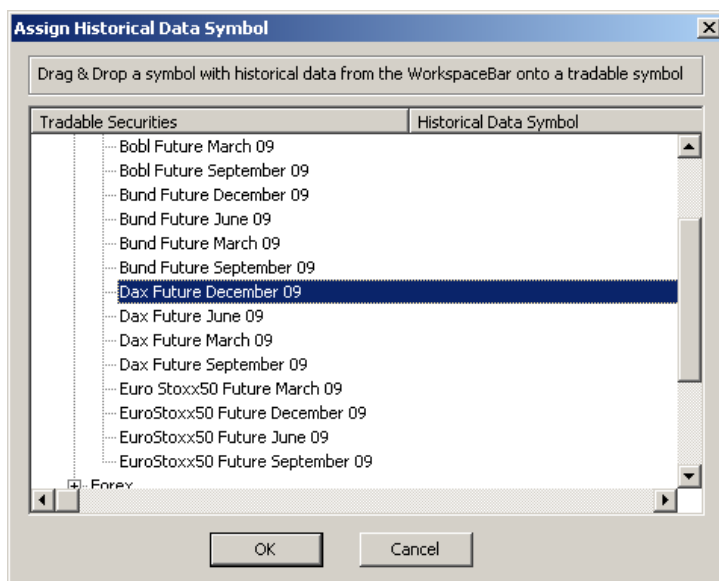 Assign Historical Data Symbol
Drag & Drop a symbol with historical data from the WorkspaceBar onto a tradable symbol
Tradable Securities Historical Data Symbol
Bobl Future March 09
Bobl Future September 09
Bund Future December 09
Bund Future June 09
Bund Future March 09
Bund Future September 09
Dax Future December 09
Dax Future June 09
Dax Future March 09
Dax Future September 09
Euro Stoxx50 Future March 09
EuroStoxx50 Future December 09
EuroStoxx50 Future June 09
EuroStoxx50 Future September 09
Forex
OK Cancel